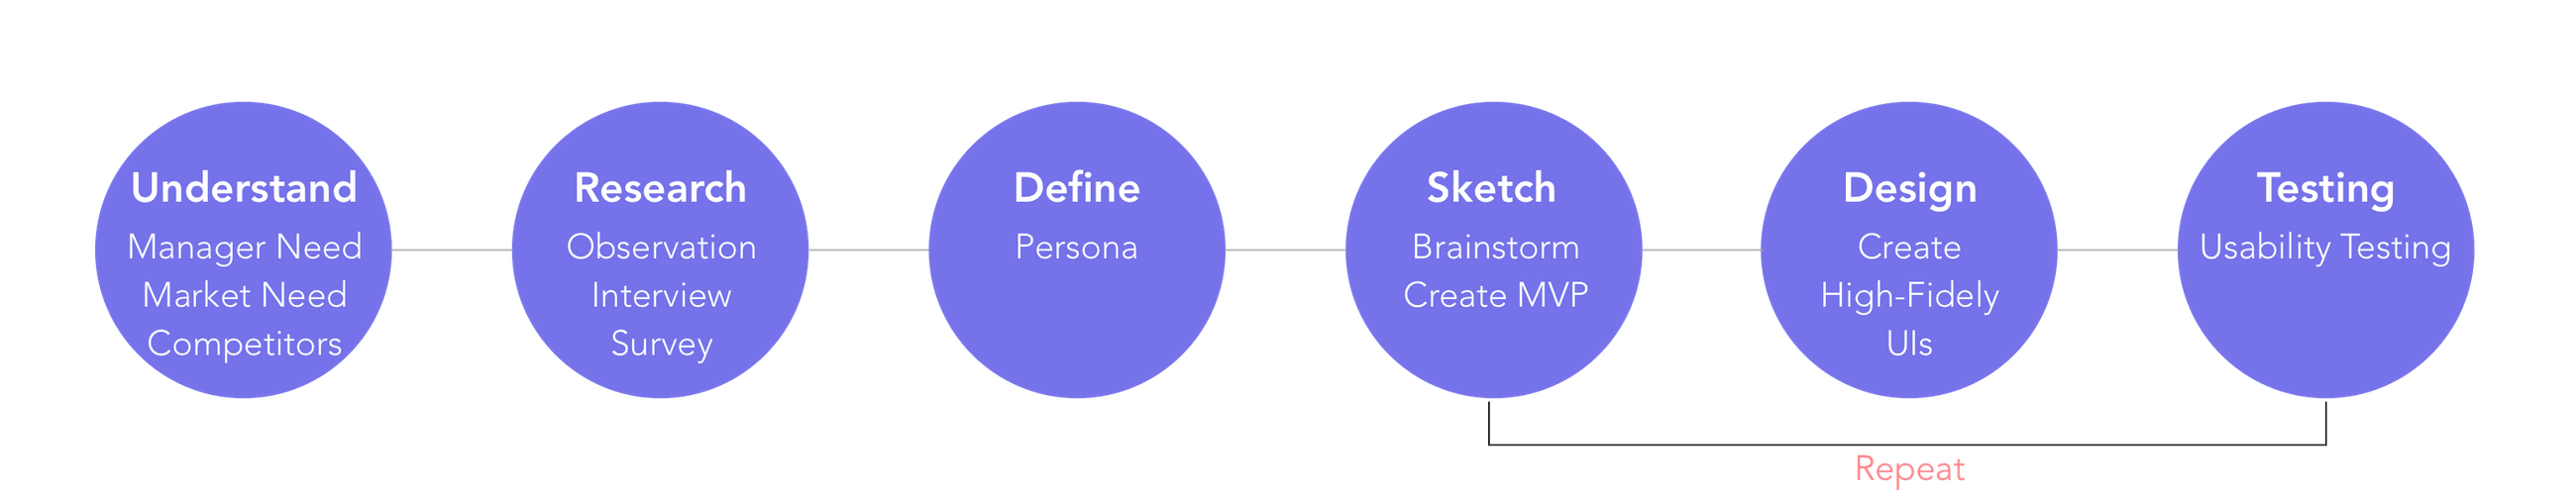 Understand
Manager Need
Market Need
Competitors
Research
Observation
Interview
Survey
Define
Persona
Sketch
Brainstorm
Create MVP
Design
Create
High-Fidely
UIs
Testing
Usability Testing
Repeat